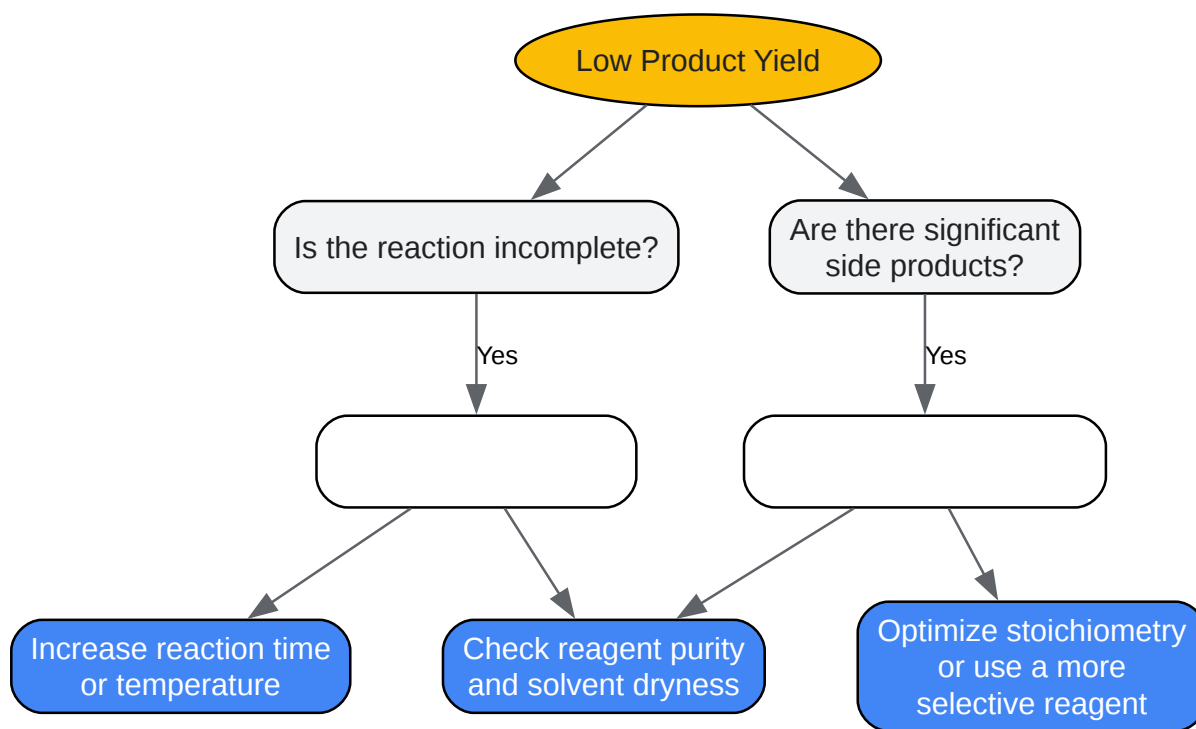 Low Product Yield
Is the reaction incomplete?
Are there significant
side products?
Yes
Yes
Increase reaction time
or temperature
Check reagent purity
and solvent dryness
Optimize stoichiometry
or use a more
selective reagent